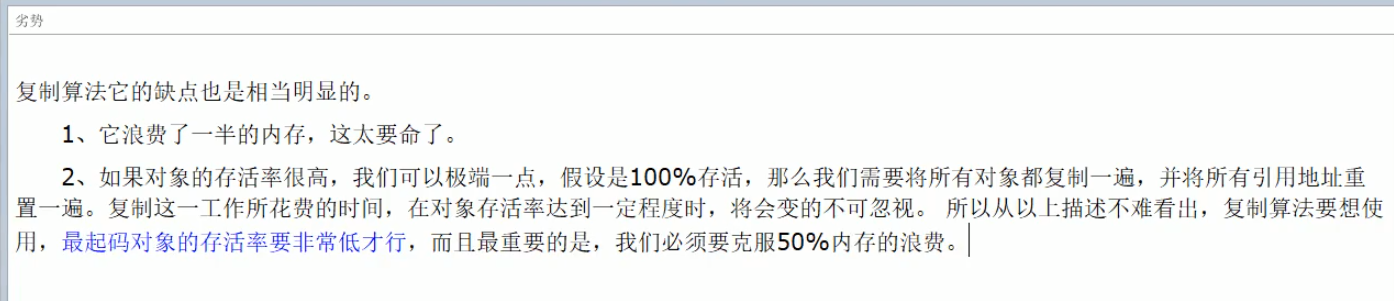 劣势
复制算法它的缺点也是相当明显的。
1、它浪费了一半的内存，这太要命了。
2、如果对象的存活率很高，我们可以极端一点，假设是100%存活，那么我们需要将所有对象都复制一遍，并将所有引用地址重
置一遍。复制这一工作所花费的时间，在对象存活率达到一定程度时，将会变的不可忽视。 所以从以上描述不难看出，复制算法要想使
用，最起码对象的存活率要非常低才行，而且最重要的是，我们必须要克服50%内存的浪费。